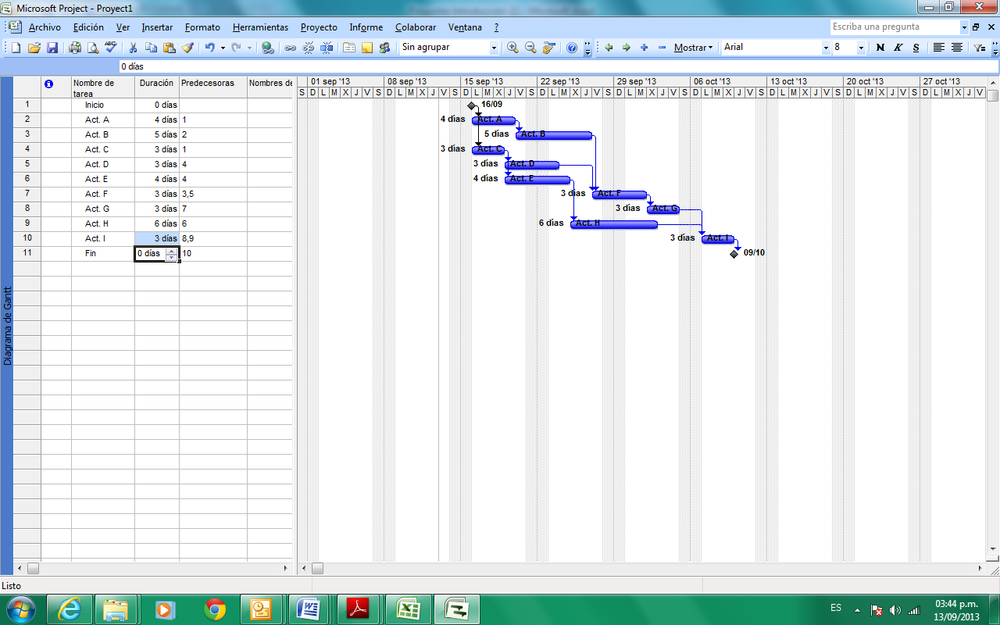 Microsoft Project - Proyect1
Archivo Edición Ver Insertar Formato Herramientas Proyecto Informe Colaborar Ventana ?
Escriba una pregunta
Sin agrupar
Mostrar
Arial
8
N K S
0 días
Nombre de tarea Duración Predecesoras Nombres de
1 Inicio 0 días
2 Act. A 4 días 1
3 Act. B 5 días 2
4 Act. C 3 días 1
5 Act. D 3 días 4
6 Act. E 4 días 4
7 Act. F 3 días 3,5
8 Act. G 3 días 7
9 Act. H 6 días 6
10 Act. I 3 días 8,9
11 Fin 0 días 10
01 sep '13 08 sep '13 15 sep '13 22 sep '13 29 sep '13 06 oct '13 13 oct '13 20 oct '13 27 oct '13
S D L M X J V S D L M X J V S D L M X J V S D L M X J V S D L M X J V S D L M X J V S D L M X J V S D L M X J V S D L M X J V
16/09
4 días Act. A
5 días Act. B
3 días Act. C
3 días Act. D
4 días Act. E
3 días Act. F
3 días Act. G
6 días Act. H
3 días Act. I
09/10
Diagrama de Gantt
Listo
ES
03:44 p.m.
13/09/2013